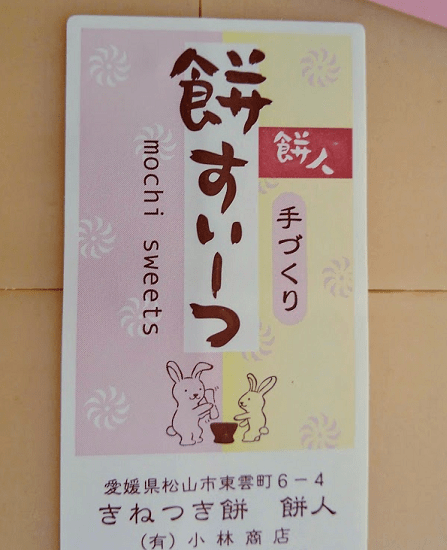 餅すいーつ
mochi sweets
餅人
手づくり
愛媛県松山市東雲町6-4
きねつき餅 餅人
(有)小林商店